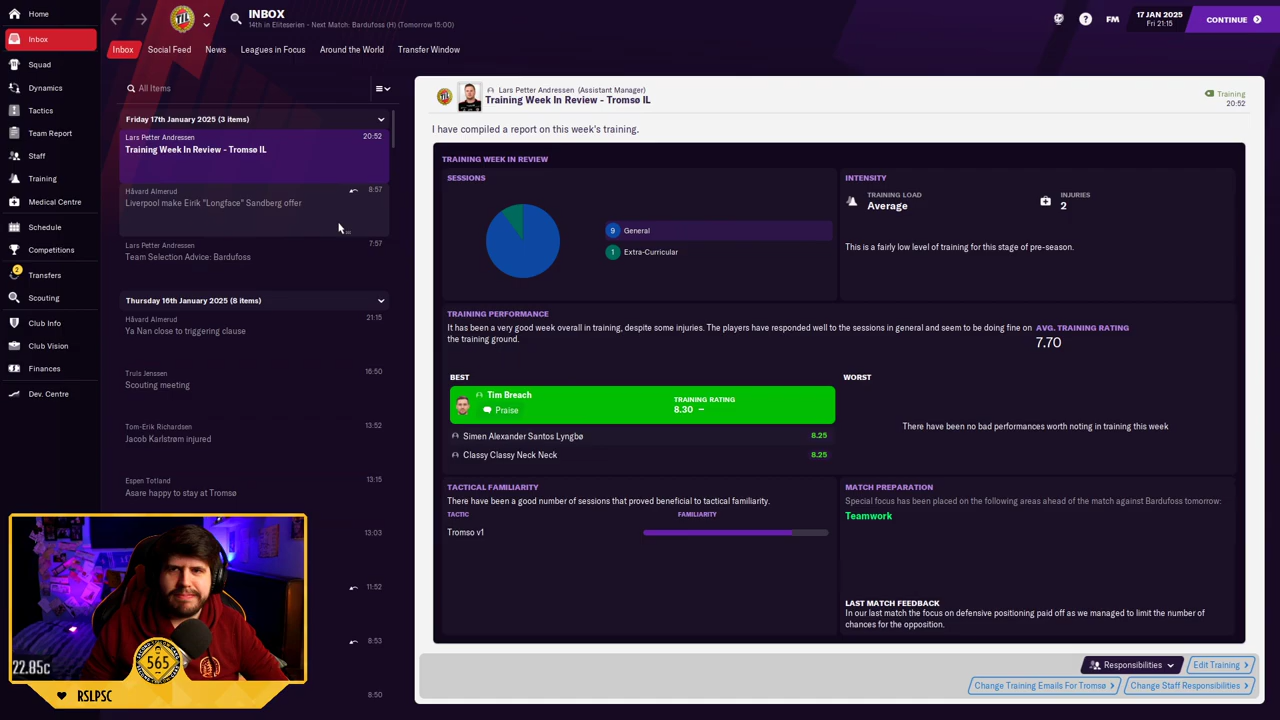 Home
Inbox
Squad
Dynamics
Tactics
Team Report
Staff
Training
Medical Centre
Schedule
Competitions
2
Transfers
Scouting
Club Info
Club Vision
Finances
Dev. Centre
TIL
INBOX
14th in Eliteserien - Next Match: Bardufoss (H) (Tomorrow 15:00)
?
FM
17 JAN 2025
Fri 21:15
CONTINUE
Inbox
Social Feed
News
Leagues in Focus
Around the World
Transfer Window
All Items
Friday 17th January 2025 (3 items)
Lars Petter Andressen
20:52
Training Week In Review - Tromsø IL
Håvard Almerud
8:57
Liverpool make Eirik "Longface" Sandberg offer
Lars Petter Andressen
7:57
Team Selection Advice: Bardufoss
Thursday 16th January 2025 (8 items)
Håvard Almerud
21:15
Ya Nan close to triggering clause
Truls Jenssen
16:50
Scouting meeting
Tom-Erik Richardsen
13:52
Jacob Karlstrøm injured
Espen Totland
13:15
Asare happy to stay at Tromsø
13:03
11:52
8:53
8:50
Lars Petter Andressen (Assistant Manager)
Training Week In Review - Tromsø IL
Training
20:52
I have compiled a report on this week's training.
TRAINING WEEK IN REVIEW
SESSIONS
9 General
1 Extra-Curricular
INTENSITY
TRAINING LOAD
Average
INJURIES
2
This is a fairly low level of training for this stage of pre-season.
TRAINING PERFORMANCE
It has been a very good week overall in training, despite some injuries. The players have responded well to the sessions in general and seem to be doing fine on
the training ground.
AVG. TRAINING RATING
7.70
BEST
Tim Breach
Praise
TRAINING RATING
8.30 –
Simen Alexander Santos Lyngbø
8.25
Classy Classy Neck Neck
8.25
WORST
There have been no bad performances worth noting in training this week
TACTICAL FAMILIARITY
There have been a good number of sessions that proved beneficial to tactical familiarity.
TACTIC
FAMILIARITY
Tromso v1
MATCH PREPARATION
Special focus has been placed on the following areas ahead of the match against Bardufoss tomorrow:
Teamwork
LAST MATCH FEEDBACK
In our last match the focus on defensive positioning paid off as we managed to limit the number of
chances for the opposition.
Responsibilities
Edit Training
Change Training Emails For Tromsø
Change Staff Responsibilities
22.85c
565
RSLPSC